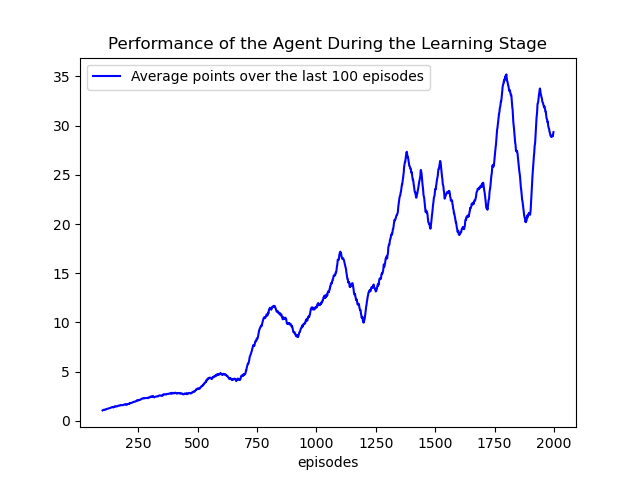 Performance of the Agent During the Learning Stage
Average points over the last 100 episodes
35
30
25
20
15
10
5
0
250 500 750 1000 1250 1500 1750 2000
episodes